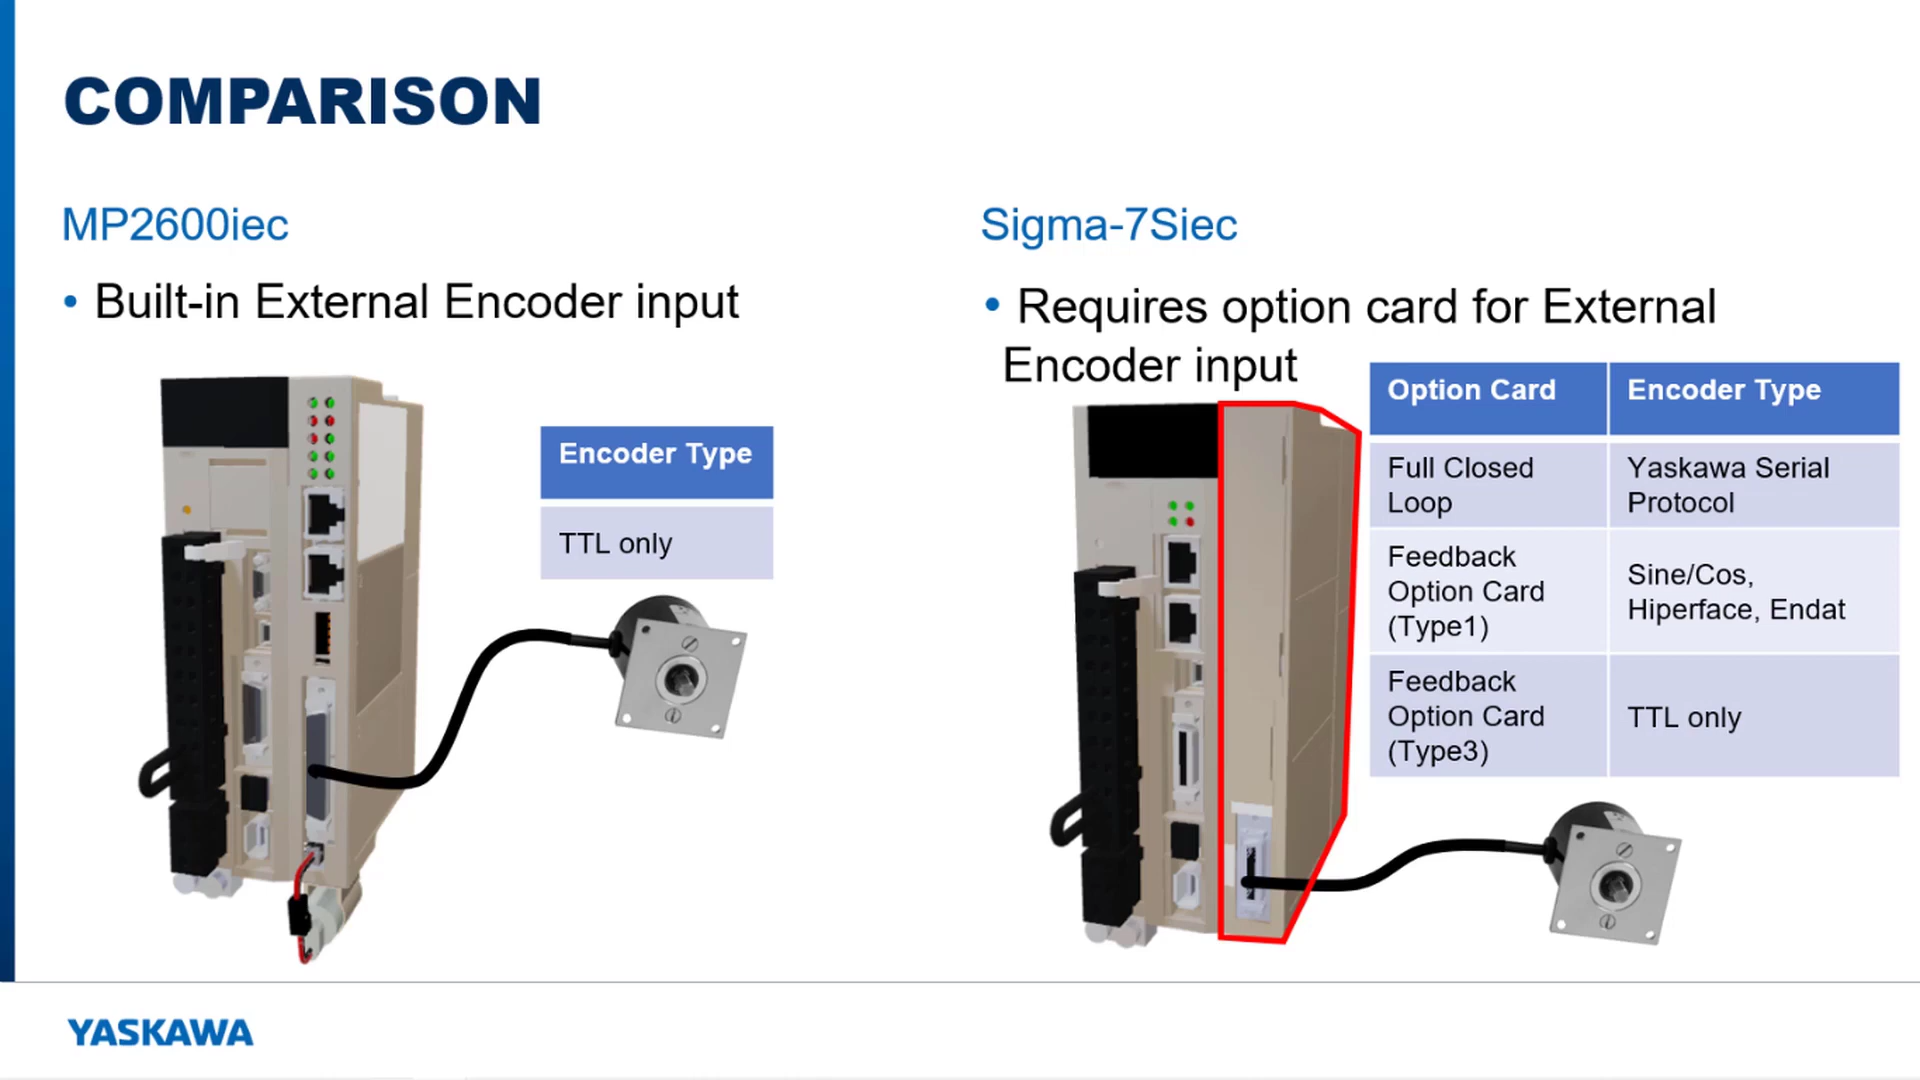 COMPARISON
MP2600iec
• Built-in External Encoder input
Encoder Type
TTL only
Sigma-7Siec
• Requires option card for External
Encoder input
Option Card
Encoder Type
Full Closed
Loop
Yaskawa Serial
Protocol
Feedback
Option Card
(Type1)
Sine/Cos,
Hiperface, Endat
Feedback
Option Card
(Type3)
TTL only
YASKAWA